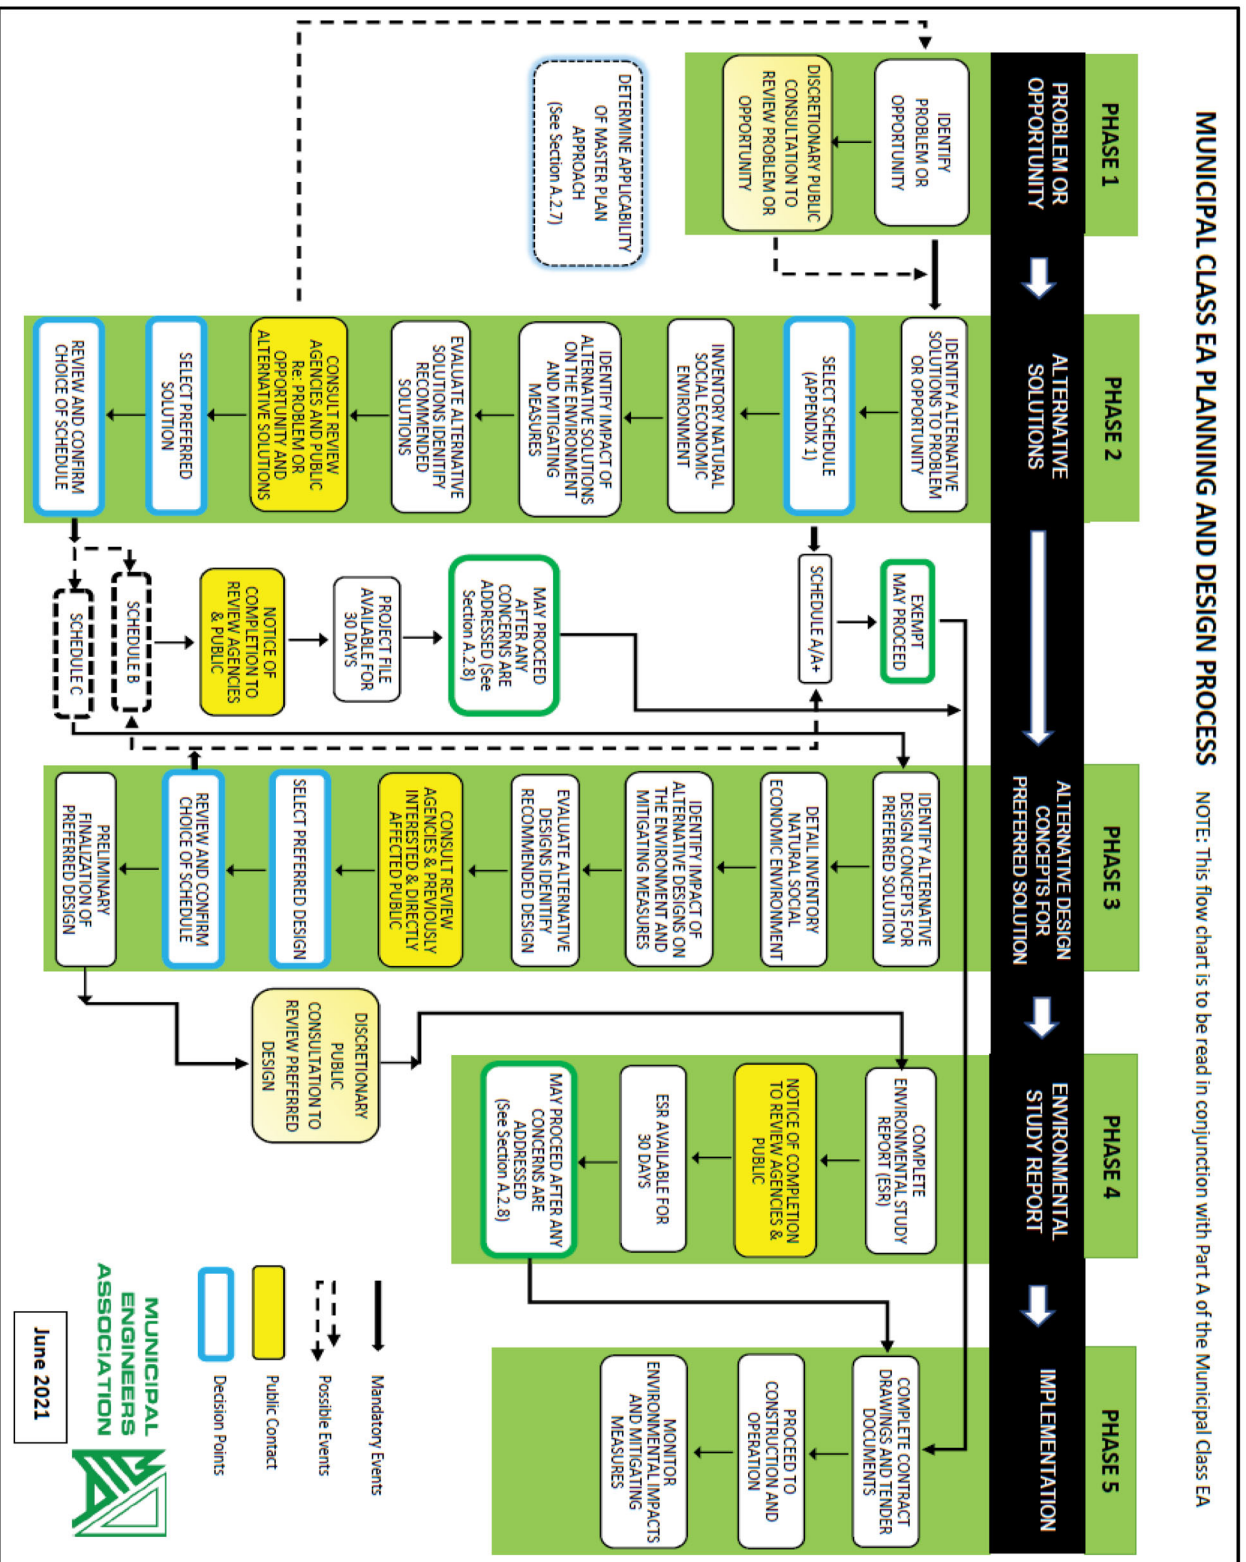 MUNICIPAL CLASS EA PLANNING AND DESIGN PROCESS NOTE: This flow chart is to be read in conjunction with Part A of the Municipal Class EA
PHASE 1
PROBLEM OR
OPPORTUNITY
IDENTIFY
PROBLEM OR
OPPORTUNITY
DISCRETIONARY PUBLIC
CONSULTATION TO
REVIEW PROBLEM OR
OPPORTUNITY
DETERMINE APPLICABILITY
OF MASTER PLAN
APPROACH
(See Section A.2.7)
PHASE 2
ALTERNATIVE
SOLUTIONS
IDENTIFY ALTERNATIVE
SOLUTIONS TO PROBLEM
OR OPPORTUNITY
SELECT SCHEDULE
(APPENDIX 1)
INVENTORY NATURAL
SOCIAL ECONOMIC
ENVIRONMENT
IDENTIFY IMPACT OF
ALTERNATIVE SOLUTIONS
ON THE ENVIRONMENT
AND MITIGATING
MEASURES
EVALUATE ALTERNATIVE
SOLUTIONS IDENITIFY
RECOMMENDED
SOLUTIONS
CONSULT REVIEW
AGENCIES AND PUBLIC
Re: PROBLEM OR
OPPORTUNITY AND
ALTERNATIVE SOLUTIONS
SELECT PREFERRED
SOLUTION
REVIEW AND CONFIRM
CHOICE OF SCHEDULE
EXEMPT
MAY PROCEED
SCHEDULE A/A+
MAY PROCEED
AFTER ANY
CONCERNS ARE
ADDRESSED (See
Section A.2.8)
PROJECT FILE
AVAILABLE FOR
30 DAYS
NOTICE OF
COMPLETION TO
REVIEW AGENCIES
& PUBLIC
SCHEDULE B
SCHEDULE C
PHASE 3
ALTERNATIVE DESIGN
CONCEPTS FOR
PREFERRED SOLUTION
IDENTIFY ALTERNATIVE
DESIGN CONCEPTS FOR
PREFERRED SOLUTION
DETAIL INVENTORY
NATURAL SOCIAL
ECONOMIC ENVIRONMENT
IDENTIFY IMPACT OF
ALTERNATIVE DESIGNS ON
THE ENVIRONMENT AND
MITIGATING MEASURES
EVALUATE ALTERNATIVE
DESIGNS IDENITIFY
RECOMMENDED DESIGN
CONSULT REVIEW
AGENCIES & PREVIOUSLY
INTERESTED & DIRECTLY
AFFECTED PUBLIC
SELECT PREFERRED DESIGN
REVIEW AND CONFIRM
CHOICE OF SCHEDULE
PRELIMINARY
FINALIZATION OF
PREFERRED DESIGN
DISCRETIONARY
PUBLIC
CONSULTATION TO
REVIEW PREFERRED
DESIGN
PHASE 4
ENVIRONMENTAL
STUDY REPORT
COMPLETE
ENVIRONMENTAL STUDY
REPORT (ESR)
NOTICE OF COMPLETION
TO REVIEW AGENCIES &
PUBLIC
ESR AVAILABLE FOR
30 DAYS
MAY PROCEED AFTER ANY
CONCERNS ARE
ADDRESSED
(See Section A.2.8)
PHASE 5
IMPLEMENTATION
COMPLETE CONTRACT
DRAWINGS AND TENDER
DOCUMENTS
PROCEED TO
CONSTRUCTION AND
OPERATION
MONITOR
ENVIRONMENTAL IMPACTS
AND MITIGATING
MEASURES
Mandatory Events
Possible Events
Public Contact
Decision Points
MUNICIPAL
ENGINEERS
ASSOCIATION
June 2021